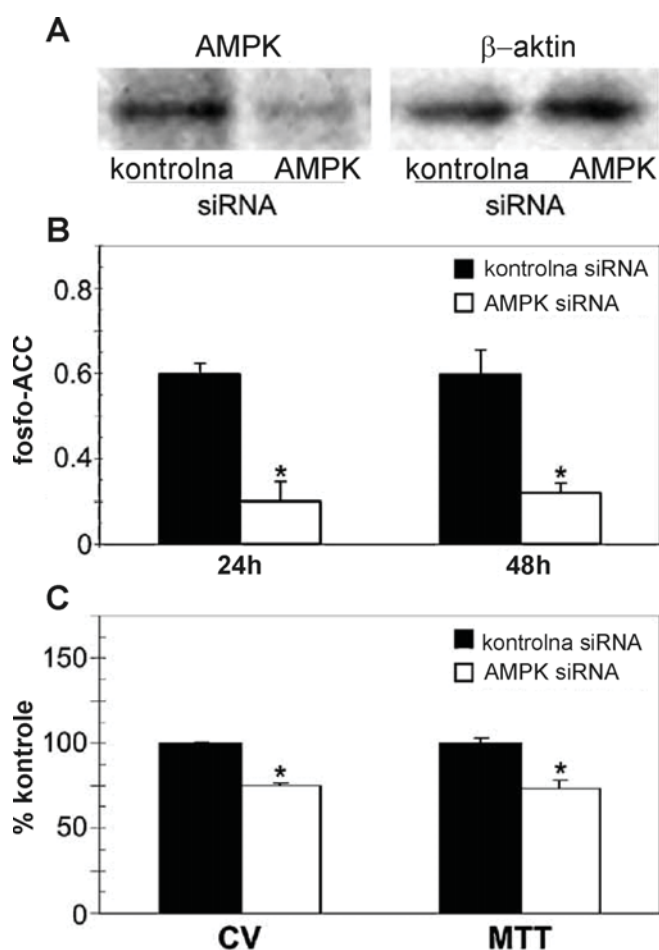 A
AMPK
β–aktin
kontrolna AMPK
siRNA
kontrolna AMPK
siRNA
B
0.8
0.6
0.4
0
fosfo-ACC
kontrolna siRNA
AMPK siRNA
*
*
24h
48h
C
150
100
50
0
% kontrole
kontrolna siRNA
AMPK siRNA
*
*
CV
MTT